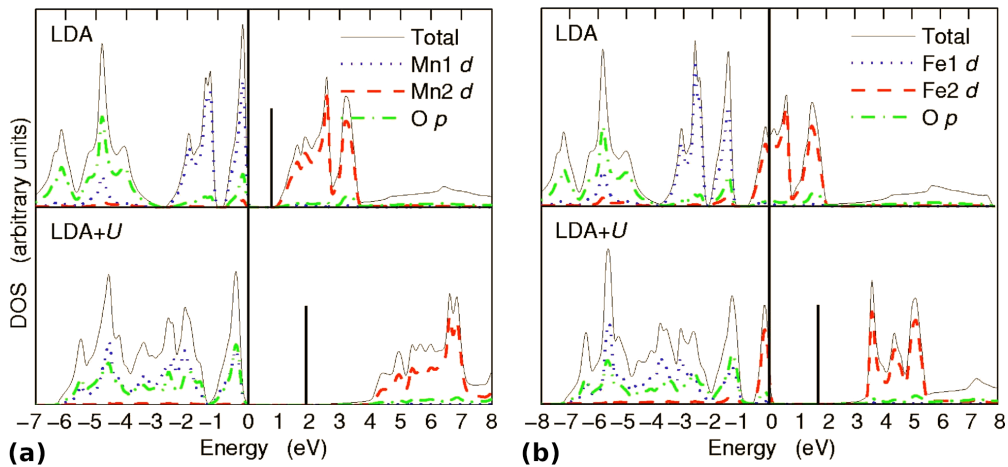 LDA
Total
Mn1 d
Mn2 d
O p
LDA+U
DOS (arbitrary units)
−7 −6 −5 −4 −3 −2 −1 0 1 2 3 4 5 6 7 8
Energy (eV)
(a)
LDA
Total
Fe1 d
Fe2 d
O p
LDA+U
−8 −7 −6 −5 −4 −3 −2 −1 0 1 2 3 4 5 6 7 8
Energy (eV)
(b)